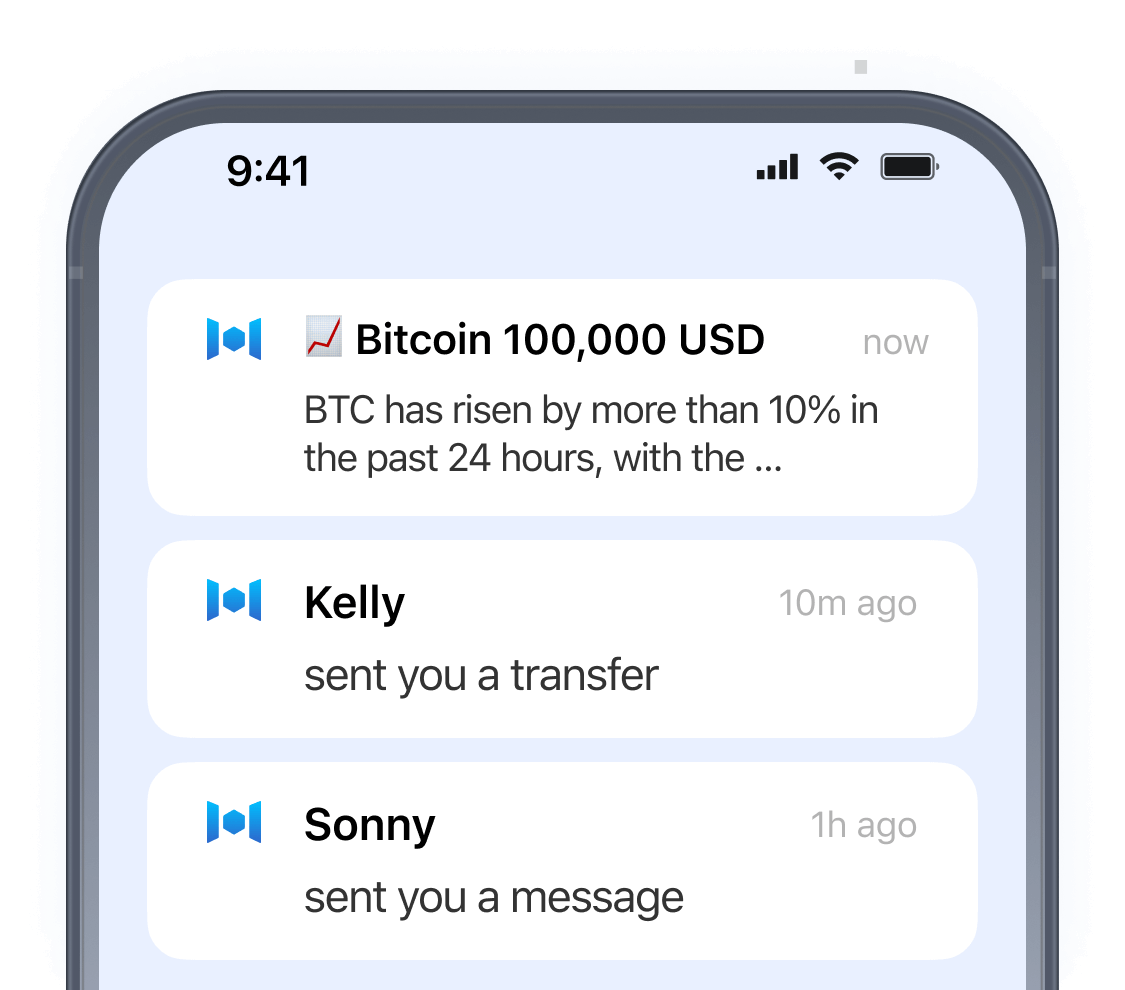 9:41
📈 Bitcoin 100,000 USD
now
BTC has risen by more than 10% in
the past 24 hours, with the ...
Kelly
10m ago
sent you a transfer
Sonny
1h ago
sent you a message